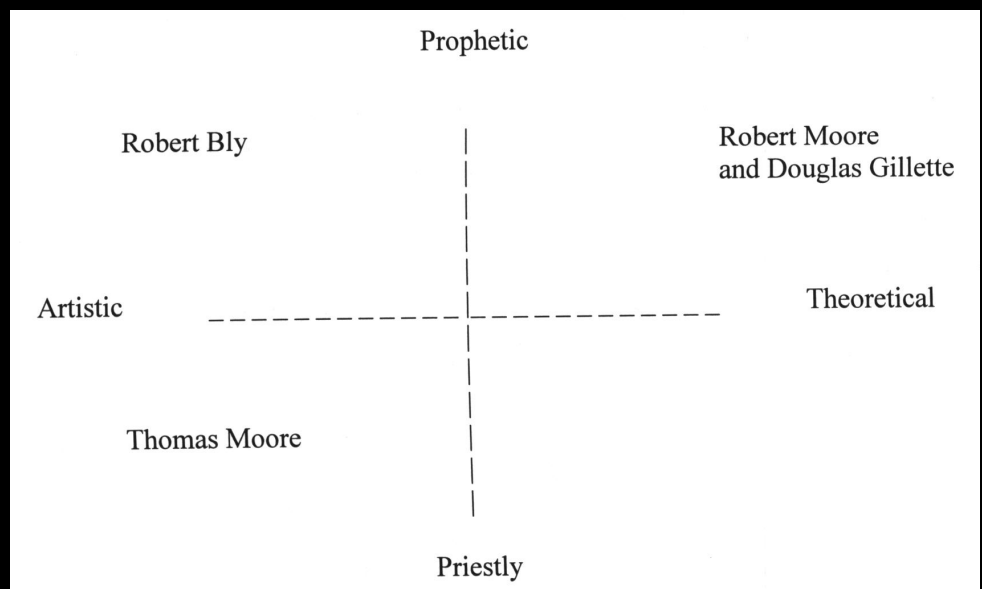 Prophetic
Robert Bly
Robert Moore
and Douglas Gillette
Artistic
Theoretical
Thomas Moore
Priestly